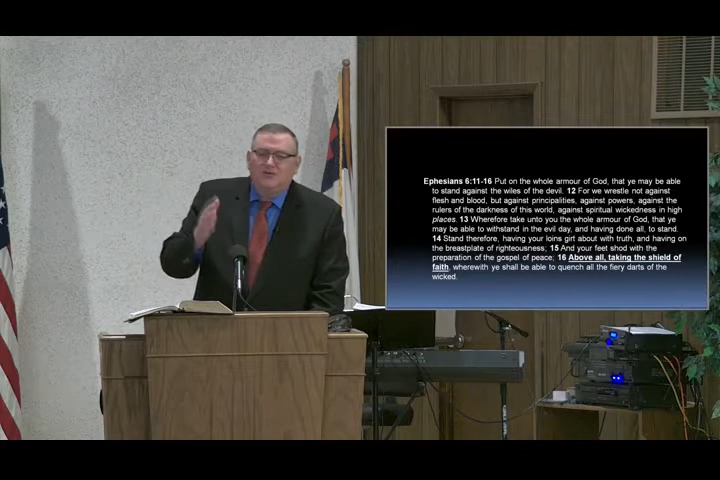 Ephesians 6:11-16 Put on the whole armour of God, that ye may be able
to stand against the wiles of the devil. 12 For we wrestle not against
flesh and blood, but against principalities, against powers, against the
rulers of the darkness of this world, against spiritual wickedness in high
places. 13 Wherefore take unto you the whole armour of God, that ye
may be able to withstand in the evil day, and having done all, to stand.
14 Stand therefore, having your loins girt about with truth, and having on
the breastplate of righteousness; 15 And your feet shod with the
preparation of the gospel of peace; 16 Above all, taking the shield of
faith, wherewith ye shall be able to quench all the fiery darts of the
wicked.